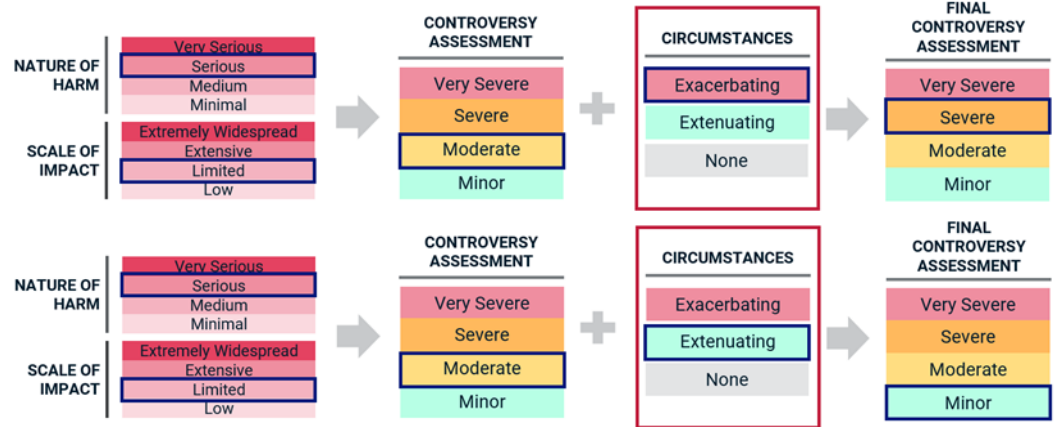 NATURE OF
HARM
Very Serious
Serious
Medium
Minimal
SCALE OF
IMPACT
Extremely Widespread
Extensive
Limited
Low
CONTROVERSY
ASSESSMENT
Very Severe
Severe
Moderate
Minor
CIRCUMSTANCES
Exacerbating
Extenuating
None
FINAL
CONTROVERSY
ASSESSMENT
Very Severe
Severe
Moderate
Minor
NATURE OF
HARM
Very Serious
Serious
Medium
Minimal
SCALE OF
IMPACT
Extremely Widespread
Extensive
Limited
Low
CONTROVERSY
ASSESSMENT
Very Severe
Severe
Moderate
Minor
CIRCUMSTANCES
Exacerbating
Extenuating
None
FINAL
CONTROVERSY
ASSESSMENT
Very Severe
Severe
Moderate
Minor